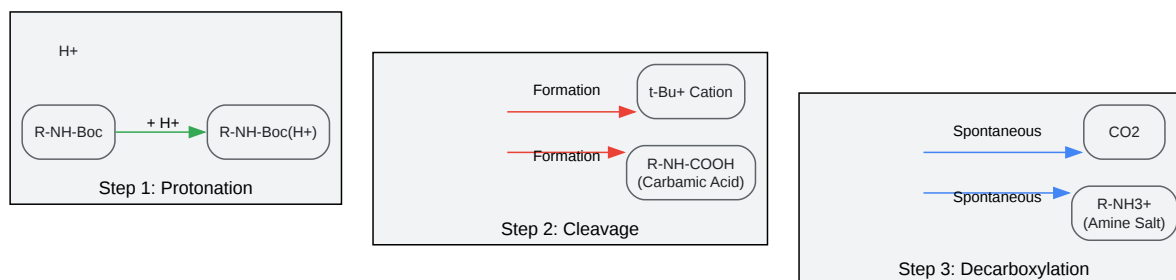 H+
R-NH-Boc
+ H+
R-NH-Boc(H+)
Step 1: Protonation
Formation
t-Bu+ Cation
Formation
R-NH-COOH
(Carbamic Acid)
Step 2: Cleavage
Spontaneous
CO2
Spontaneous
R-NH3+
(Amine Salt)
Step 3: Decarboxylation